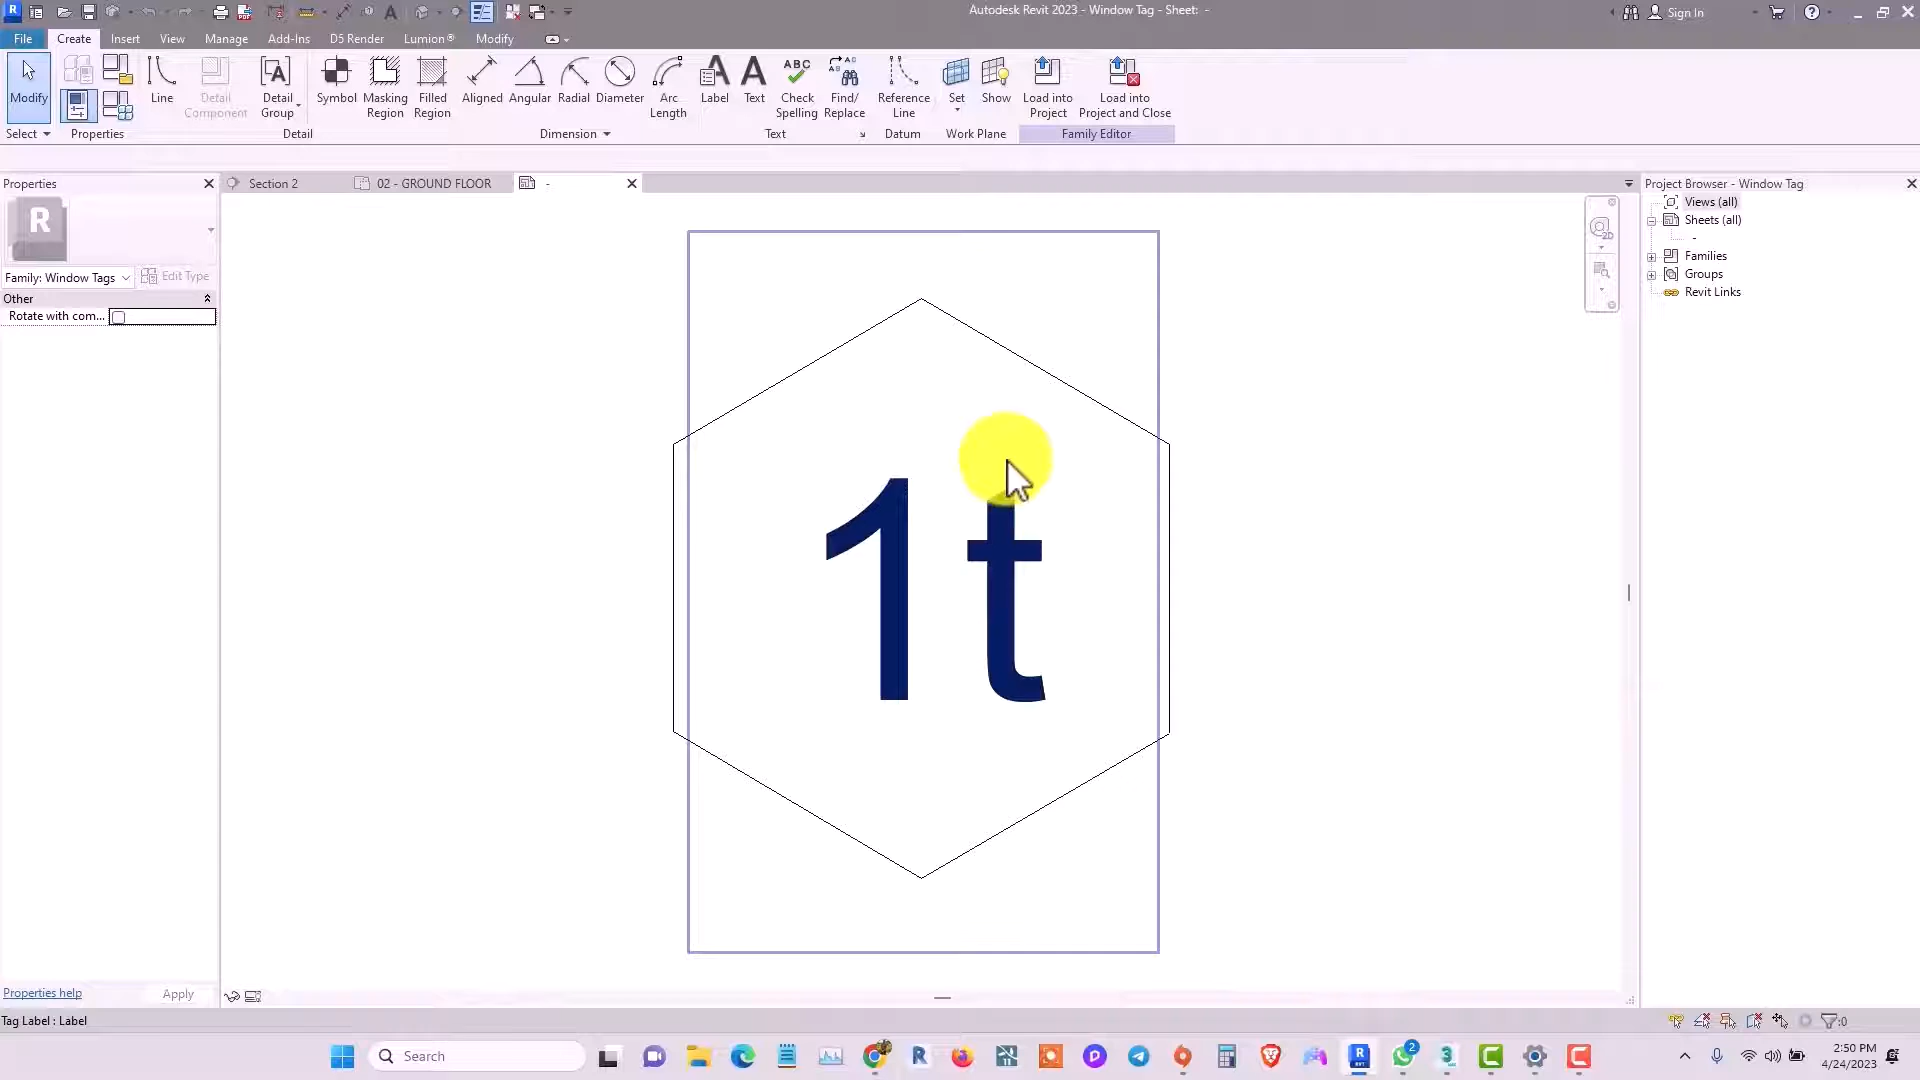 Autodesk Revit 2023 - Window Tag - Sheet: -
Sign In
File Create Insert View Manage Add-Ins D5 Render Lumion® Modify
Modify
Line
Detail Component
Detail Group
Symbol
Masking Region
Filled Region
Aligned
Angular
Radial
Diameter
Arc Length
Label
Text
ABC
Check Spelling
Find/ Replace
Reference Line
Set
Show
Load into Project
Load into Project and Close
Select
Properties
Detail
Dimension
Text
Datum
Work Plane
Family Editor
Properties
Section 2
02 - GROUND FLOOR
-
Project Browser - Window Tag
R
Views (all)
Sheets (all)
-
Families
Groups
Revit Links
2D
Family: Window Tags
Edit Type
Other
Rotate with com...
1t
Properties help
Apply
Tag Label : Label
:0
Search
2
2:50 PM
4/24/2023